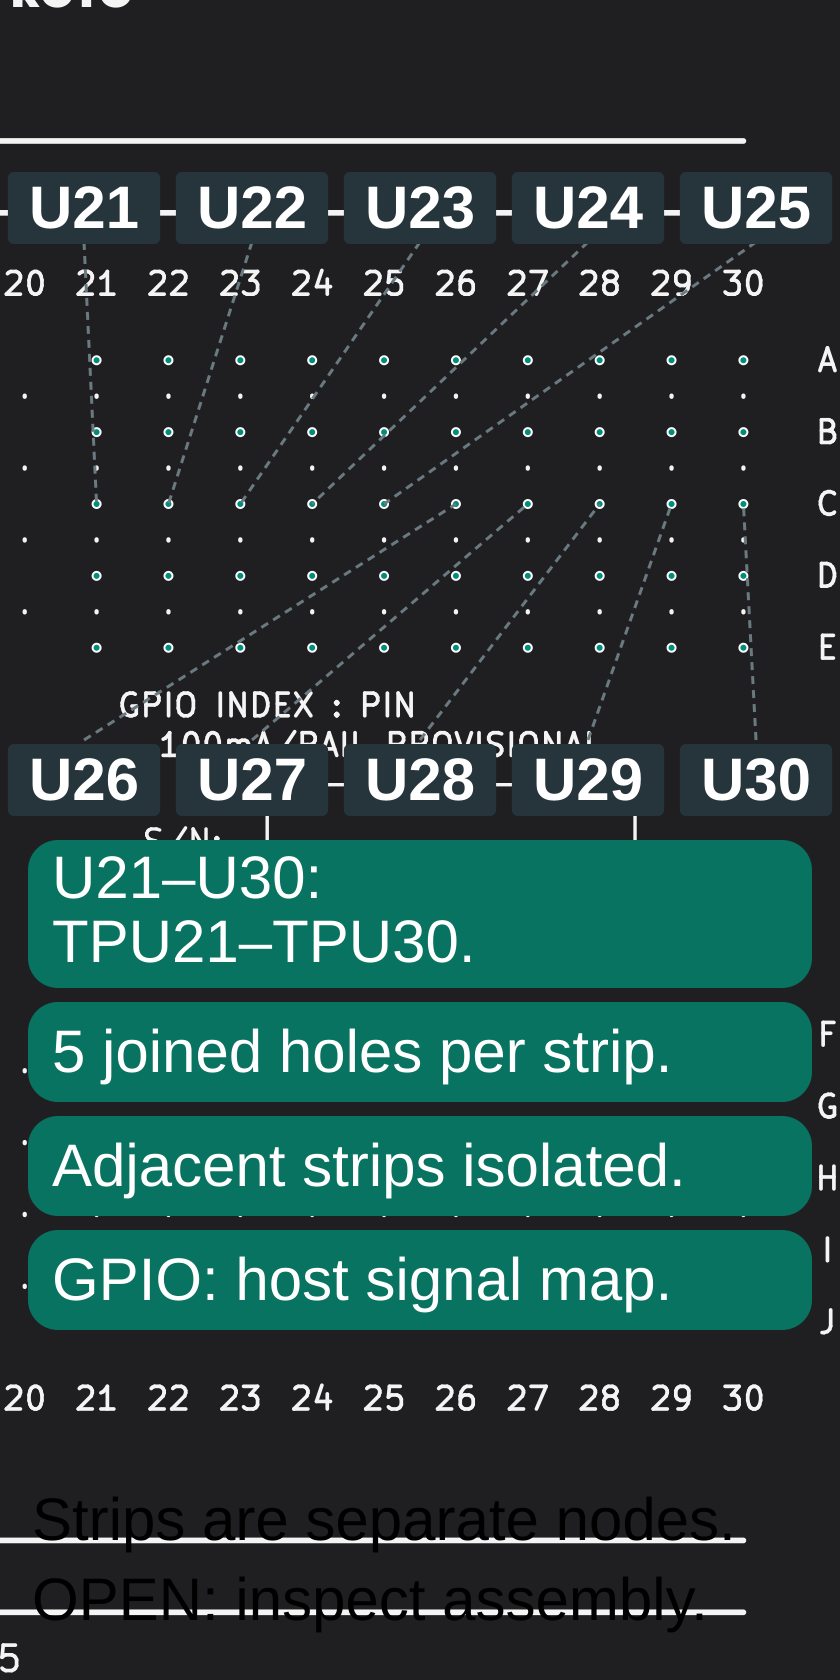 U21 U22 U23 U24 U25
20 21 22 23 24 25 26 27 28 29 30
A
B
C
D
E
GPIO INDEX : PIN
100mA/RAIL PROVISIONAL
U26 U27 U28 U29 U30
S/N:
U21–U30:
TPU21–TPU30.
5 joined holes per strip.
F
G
Adjacent strips isolated.
H
I
GPIO: host signal map.
J
20 21 22 23 24 25 26 27 28 29 30
Strips are separate nodes.
OPEN: inspect assembly.
5